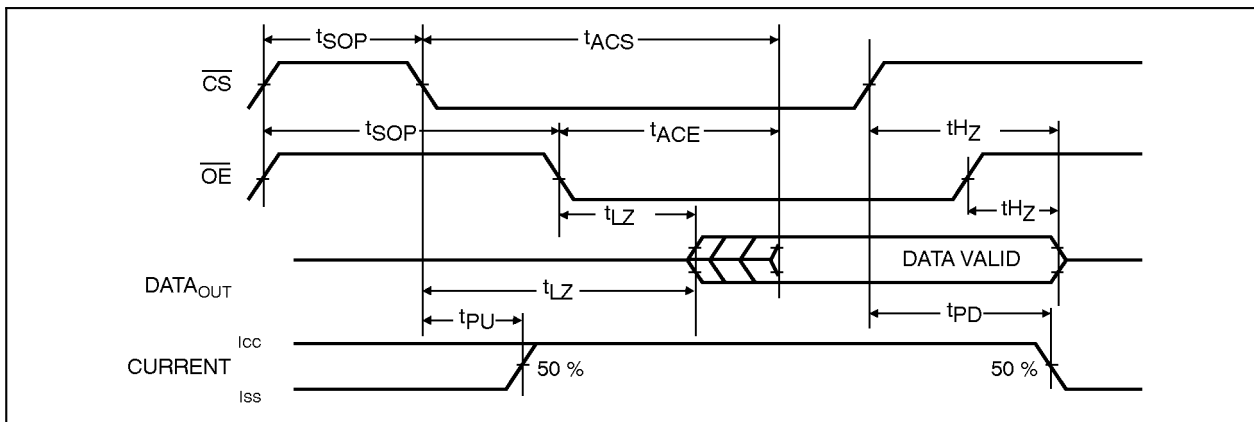 tSOP
tACS
CS
tSOP
tACE
tHZ
OE
tLZ
tHZ
DATA VALID
DATAOUT
tLZ
tPU
tPD
ICC
CURRENT
50 %
50 %
ISS